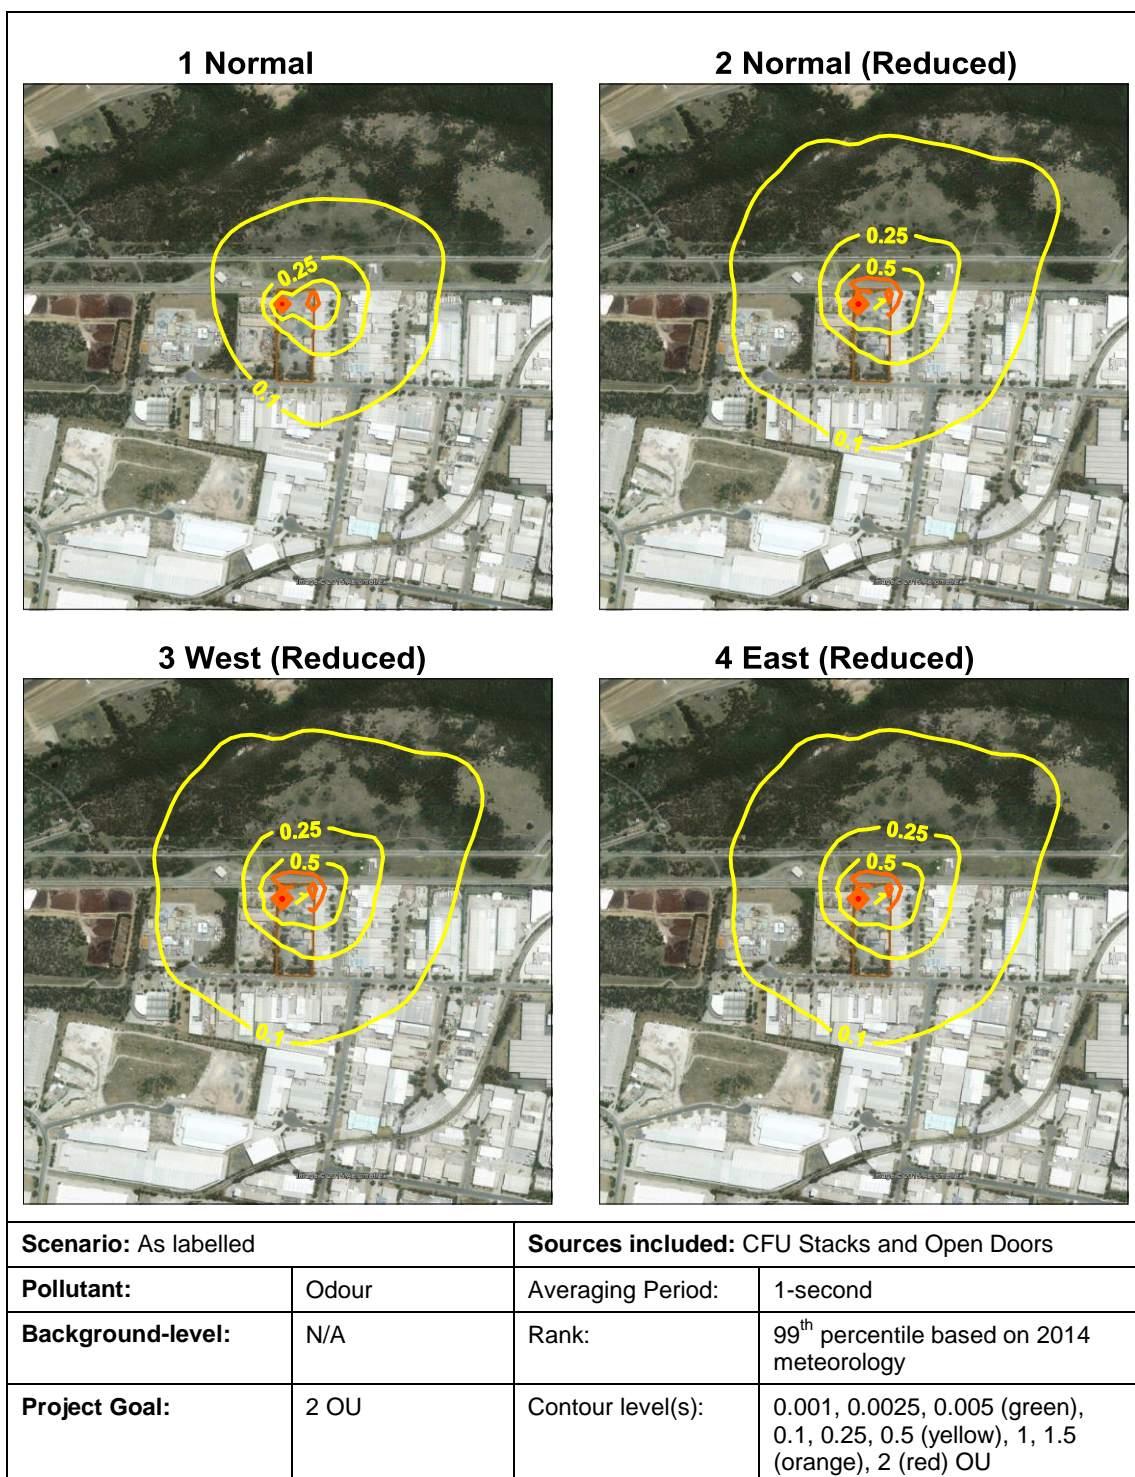 1 Normal
2 Normal (Reduced)
0.25
0.1
0.25
0.5
1
0.1
3 West (Reduced)
4 East (Reduced)
0.25
0.5
1
0.1
0.25
0.5
1
0.1
Scenario: As labelled
Sources included: CFU Stacks and Open Doors
Pollutant:
Odour
Averaging Period:
1-second
Background-level:
N/A
Rank:
99th percentile based on 2014
meteorology
Project Goal:
2 OU
Contour level(s):
0.001, 0.0025, 0.005 (green),
0.1, 0.25, 0.5 (yellow), 1, 1.5
(orange), 2 (red) OU